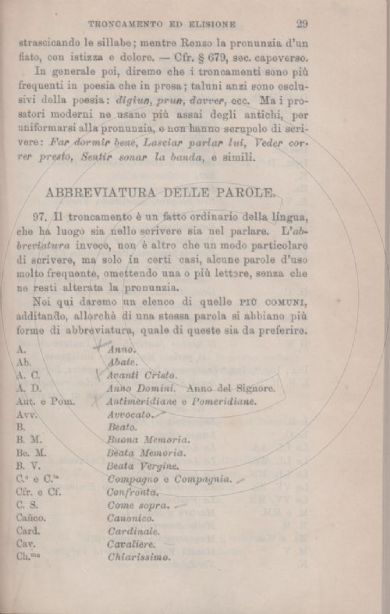 TRONCAMENTO ED ELISIONE 29
strascicando le sillabe; mentre Renzo la pronunzia d'un
fiato, con istizza e dolore. — Cfr. § 679, sec. capoverso.
In generale poi, diremo che i troncamenti sono più
frequenti in poesia che in prosa; taluni anzi sono esclu-
sivi della poesia: digiun, prun, davver, ecc. Ma i pro-
satori moderni ne usano più assai degli antichi, per
uniformarsi alla pronunzia, e non hanno scrupolo di scri-
vere: Far dormir bene, Lasciar parlar lui, Veder cor-
rer presto, Sentir sonar la banda, e simili.
ABBREVIATURA DELLE PAROLE.
97. Il troncamento è un fatto ordinario della lingua,
che ha luogo sia nello scrivere sia nel parlare. L'ab-
breviatura invece, non è altro che un modo particolare
di scrivere, ma solo in certi casi, alcune parole d'uso
molto frequente, omettendo una o più lettere, senza che
ne resti alterata la pronuncia.
Noi qui daremo un elenco di quelle PIÙ COMUNI,
additando, allorchè di una stessa parola si abbiano più
forme di abbreviatura, quale di queste sia da preferire.
A. Anno.
Ab. Abate.
A. C. Avanti Cristo.
A. D. Anno Domini. Anno del Signore.
Ant. e Pom. Antimeridiane e Pomeridiane.
Avv. Avvocato.
B. Beato.
B. M. Buona Memoria.
Be. M. Beata Memoria.
B. V. Beata Vergine.
C.º e C.ia Compagno e Compagnia.
Cfr. e Cf. Confronta.
C. S. Come sopra.
Can̄co. Canonico.
Card. Cardinale.
Cav. Cavaliere.
Ch.mo Chiarissimo.